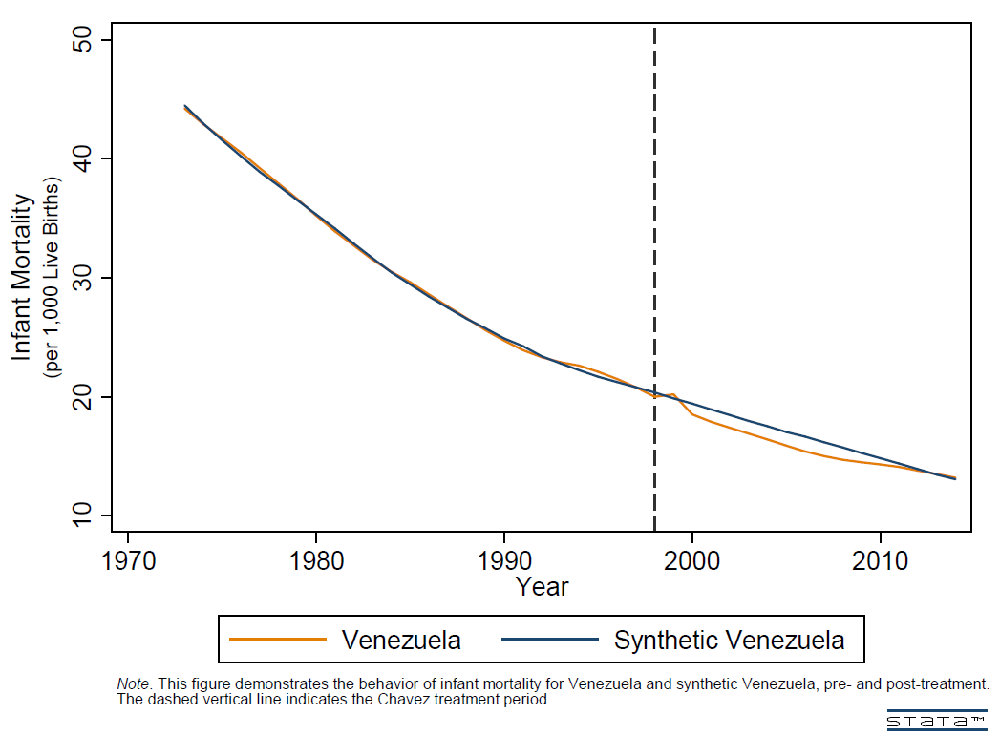 50
40
30
20
10
Infant Mortality
(per 1,000 Live Births)
1970 1980 1990 2000 2010
Year
Venezuela Synthetic Venezuela
Note. This figure demonstrates the behavior of infant mortality for Venezuela and synthetic Venezuela, pre- and post-treatment.
The dashed vertical line indicates the Chavez treatment period.
STATA™